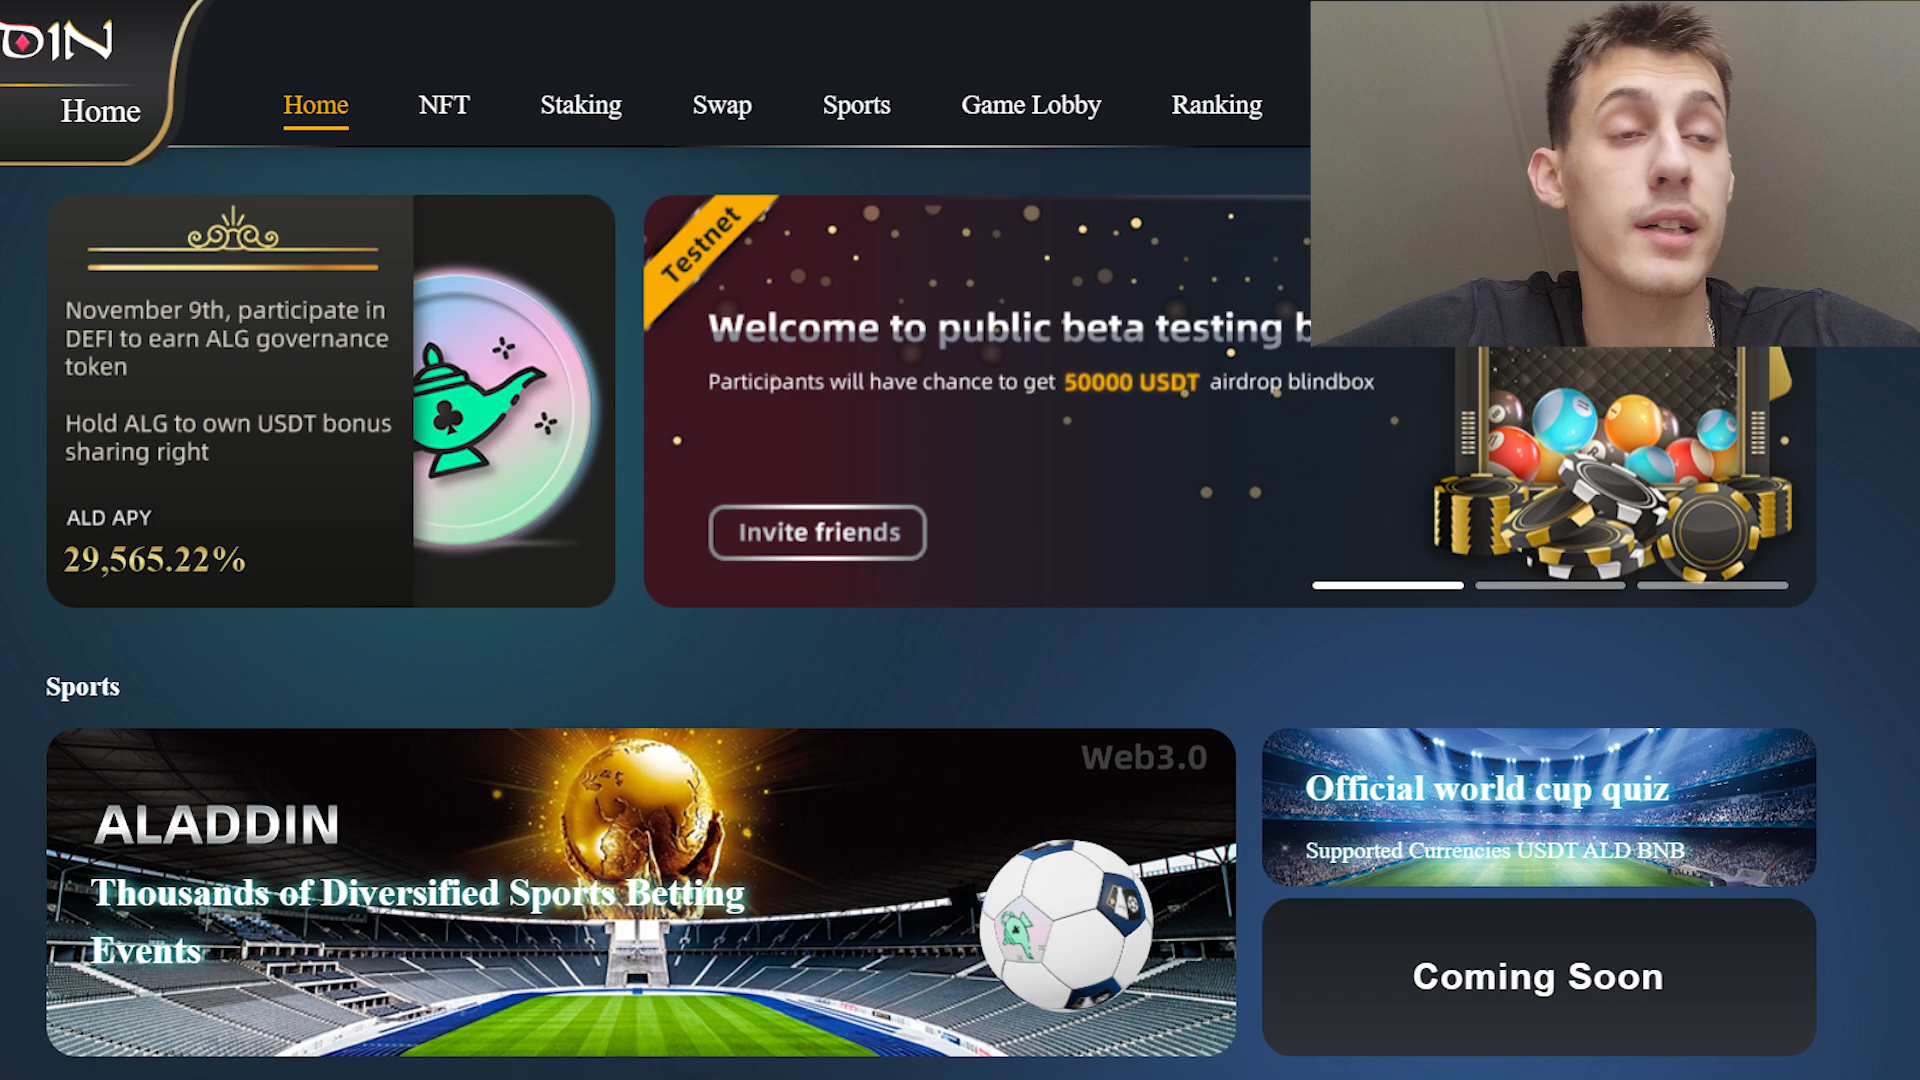 DIN
Home
Home
NFT
Staking
Swap
Sports
Game Lobby
Ranking
November 9th, participate in
DEFI to earn ALG governance
token
Hold ALG to own USDT bonus
sharing right
ALD APY
29,565.22%
Testnet
Welcome to public beta testing b
Participants will have chance to get 50000 USDT airdrop blindbox
Invite friends
Sports
Web3.0
ALADDIN
Thousands of Diversified Sports Betting
Events
Official world cup quiz
Supported Currencies USDT ALD BNB
Coming Soon